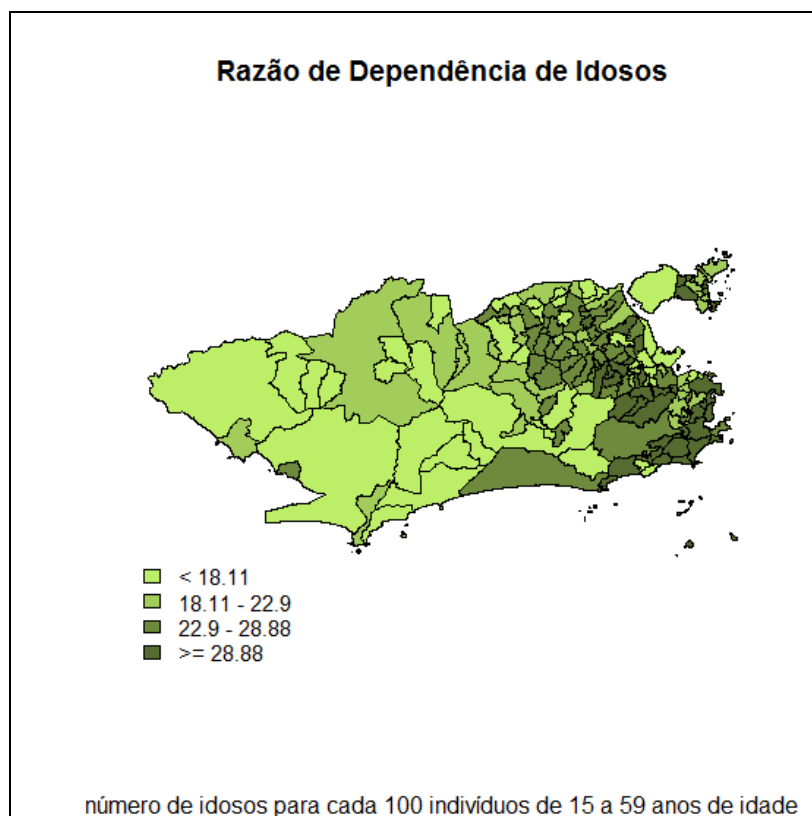 Razão de Dependência de Idosos
< 18.11
18.11 - 22.9
22.9 - 28.88
>= 28.88
número de idosos para cada 100 indivíduos de 15 a 59 anos de idade